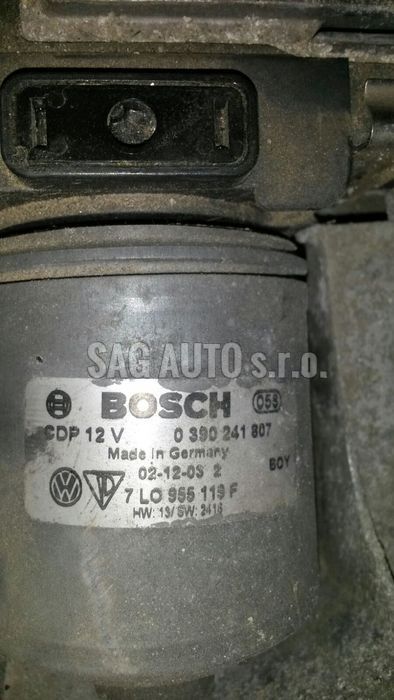 SAG AUTO s.r.o.
BOSCH 05S
CDP 12 V 0 390 241 807
Made in Germany
02-12-03 2 BOY
7 L0 955 119 F
HW: 13/ SW: 2418